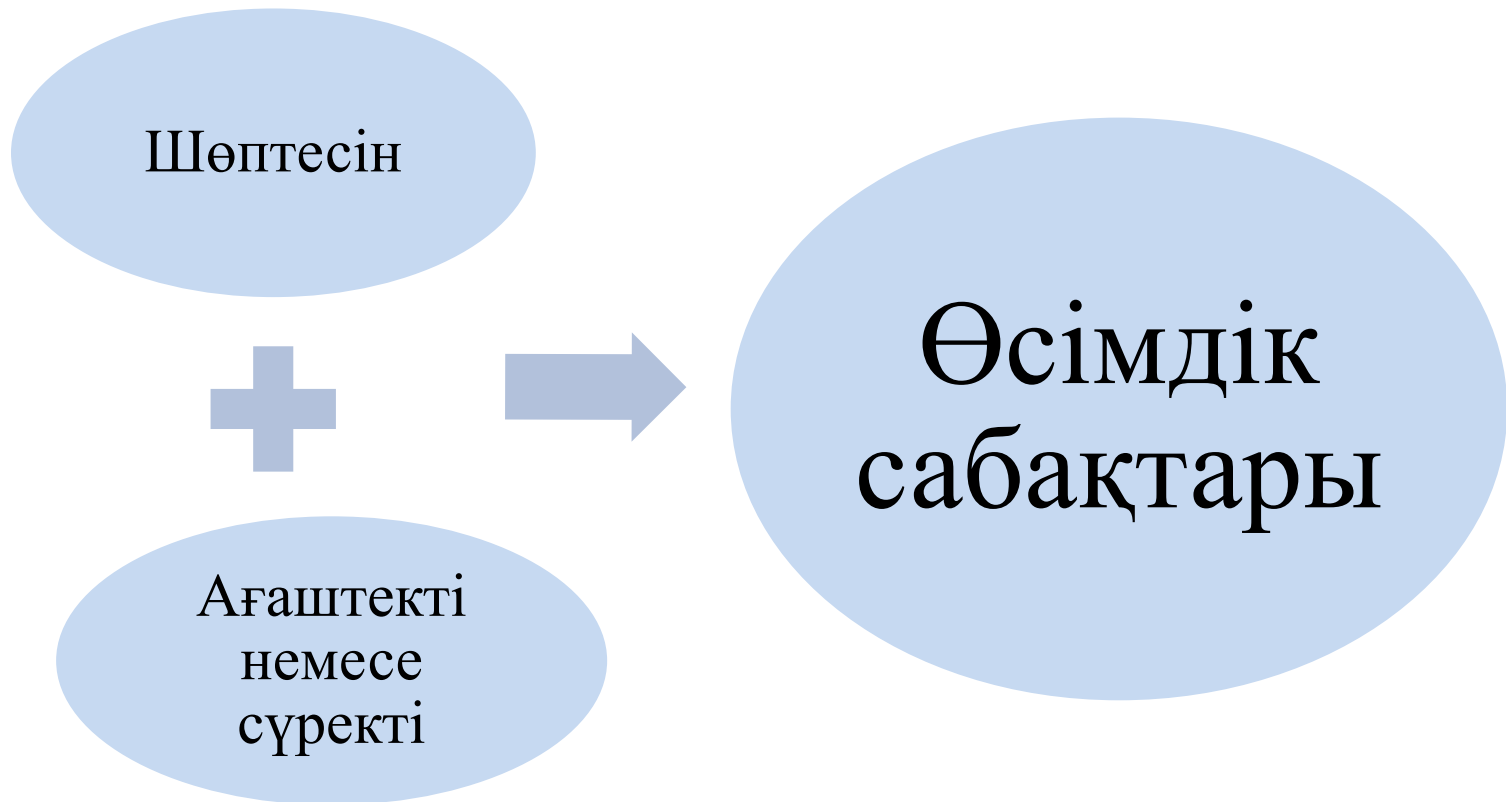 Шөптесін
Ағаштекті
немесе
сүректі
Өсімдік
сабақтары